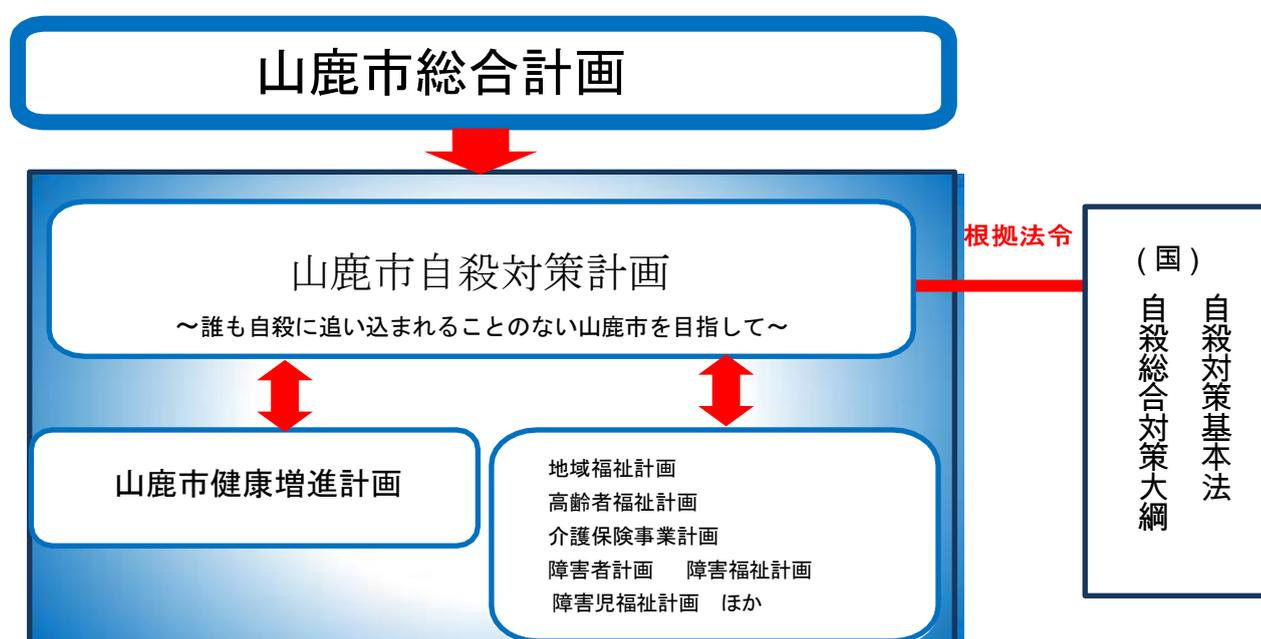 山鹿市総合計画
山鹿市自殺対策計画
～誰も自殺に追い込まれることのない山鹿市を目指して～
根拠法令
(国)
自殺対策基本法
自殺総合対策大綱
山鹿市健康増進計画
地域福祉計画
高齢者福祉計画
介護保険事業計画
障害者計画　障害福祉計画
障害児福祉計画　ほか